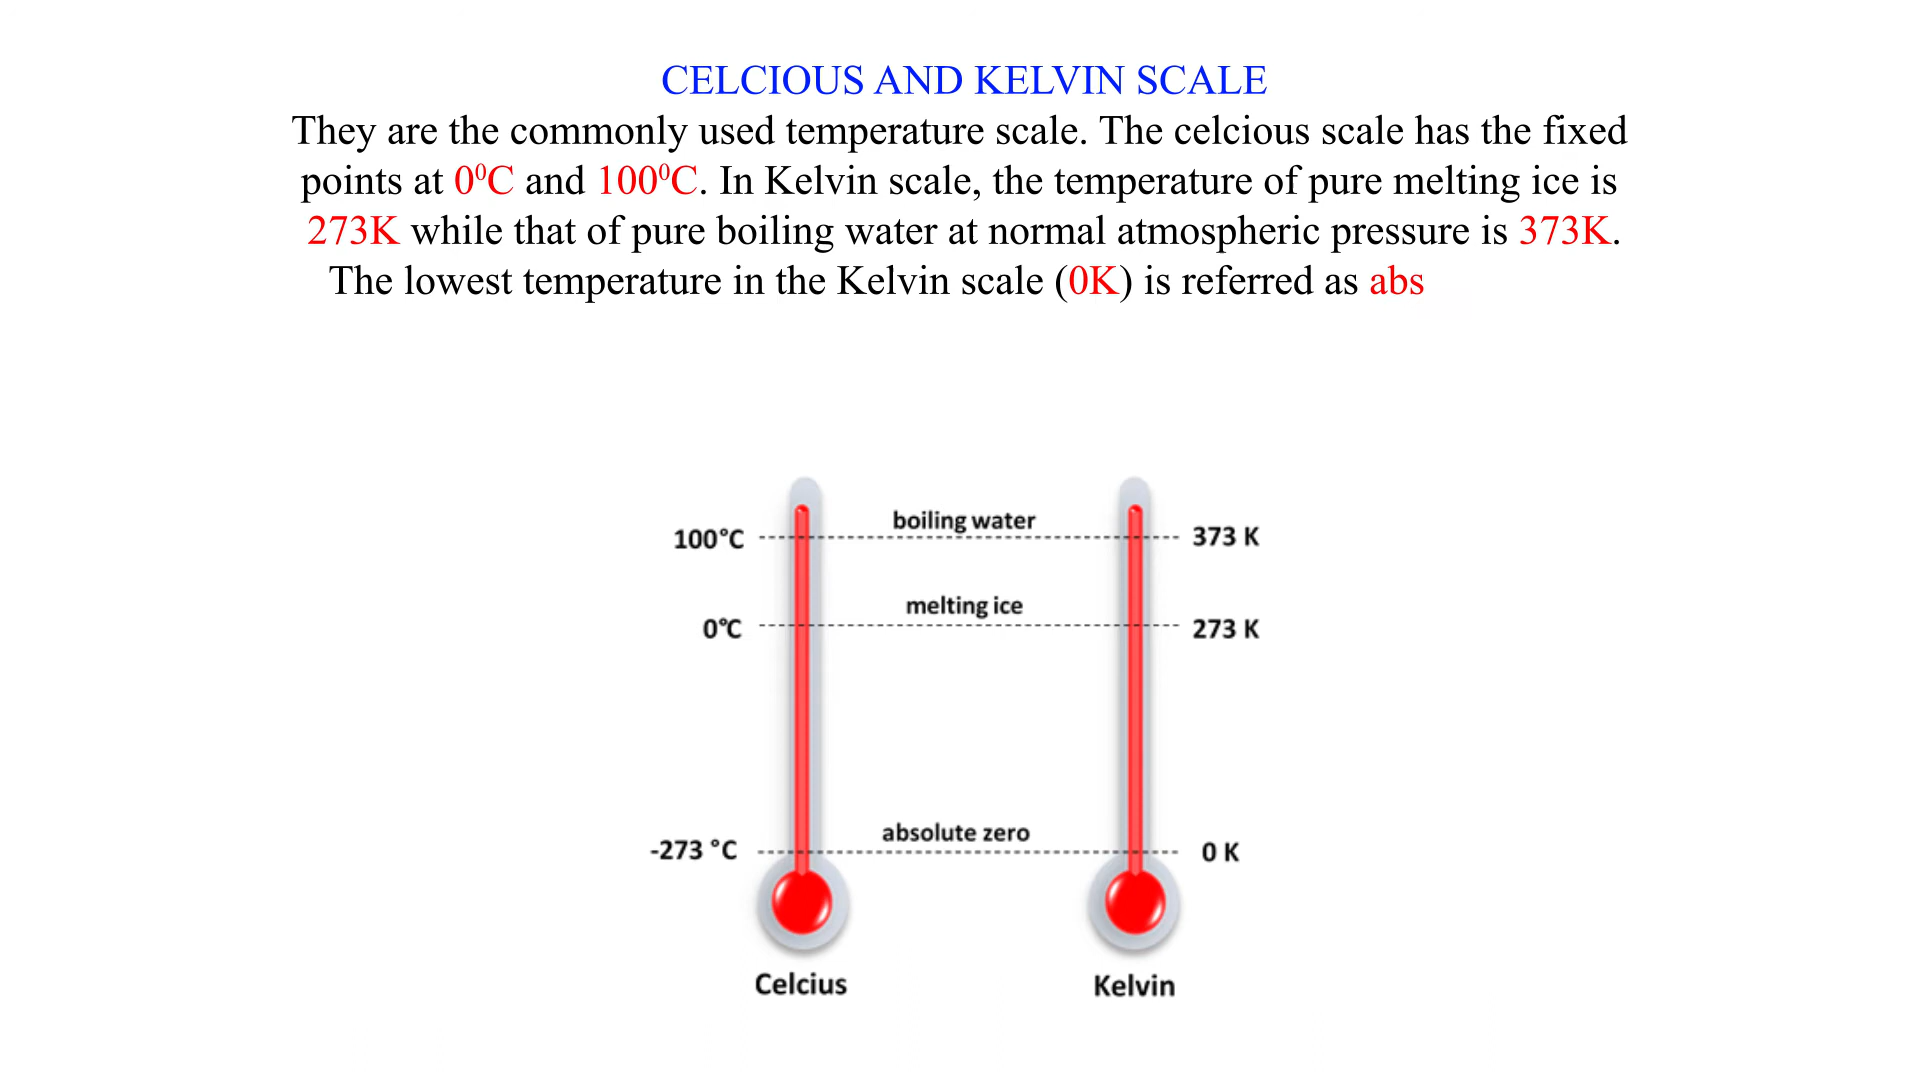 CELCIOUS AND KELVIN SCALE
They are the commonly used temperature scale. The celcious scale has the fixed
points at 0⁰C and 100⁰C. In Kelvin scale, the temperature of pure melting ice is
273K while that of pure boiling water at normal atmospheric pressure is 373K.
The lowest temperature in the Kelvin scale (0K) is referred as abs
boiling water
100°C
373 K
melting ice
0°C
273 K
absolute zero
-273 °C
0 K
Celcius
Kelvin